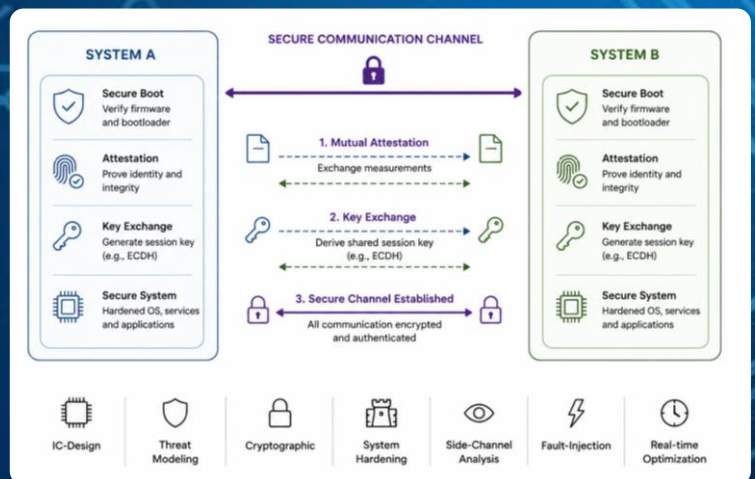 SECURE COMMUNICATION CHANNEL
SYSTEM A
Secure Boot
Verify firmware
and bootloader
Attestation
Prove identity and
integrity
Key Exchange
Generate session key
(e.g., ECDH)
Secure System
Hardened OS, services
and applications
1. Mutual Attestation
Exchange measurements
2. Key Exchange
Derive shared session key
(e.g., ECDH)
3. Secure Channel Established
All communication encrypted
and authenticated
SYSTEM B
Secure Boot
Verify firmware
and bootloader
Attestation
Prove identity and
integrity
Key Exchange
Generate session key
(e.g., ECDH)
Secure System
Hardened OS, services
and applications
IC-Design
Threat
Modeling
Cryptographic
System
Hardening
Side-Channel
Analysis
Fault-Injection
Real-time
Optimization